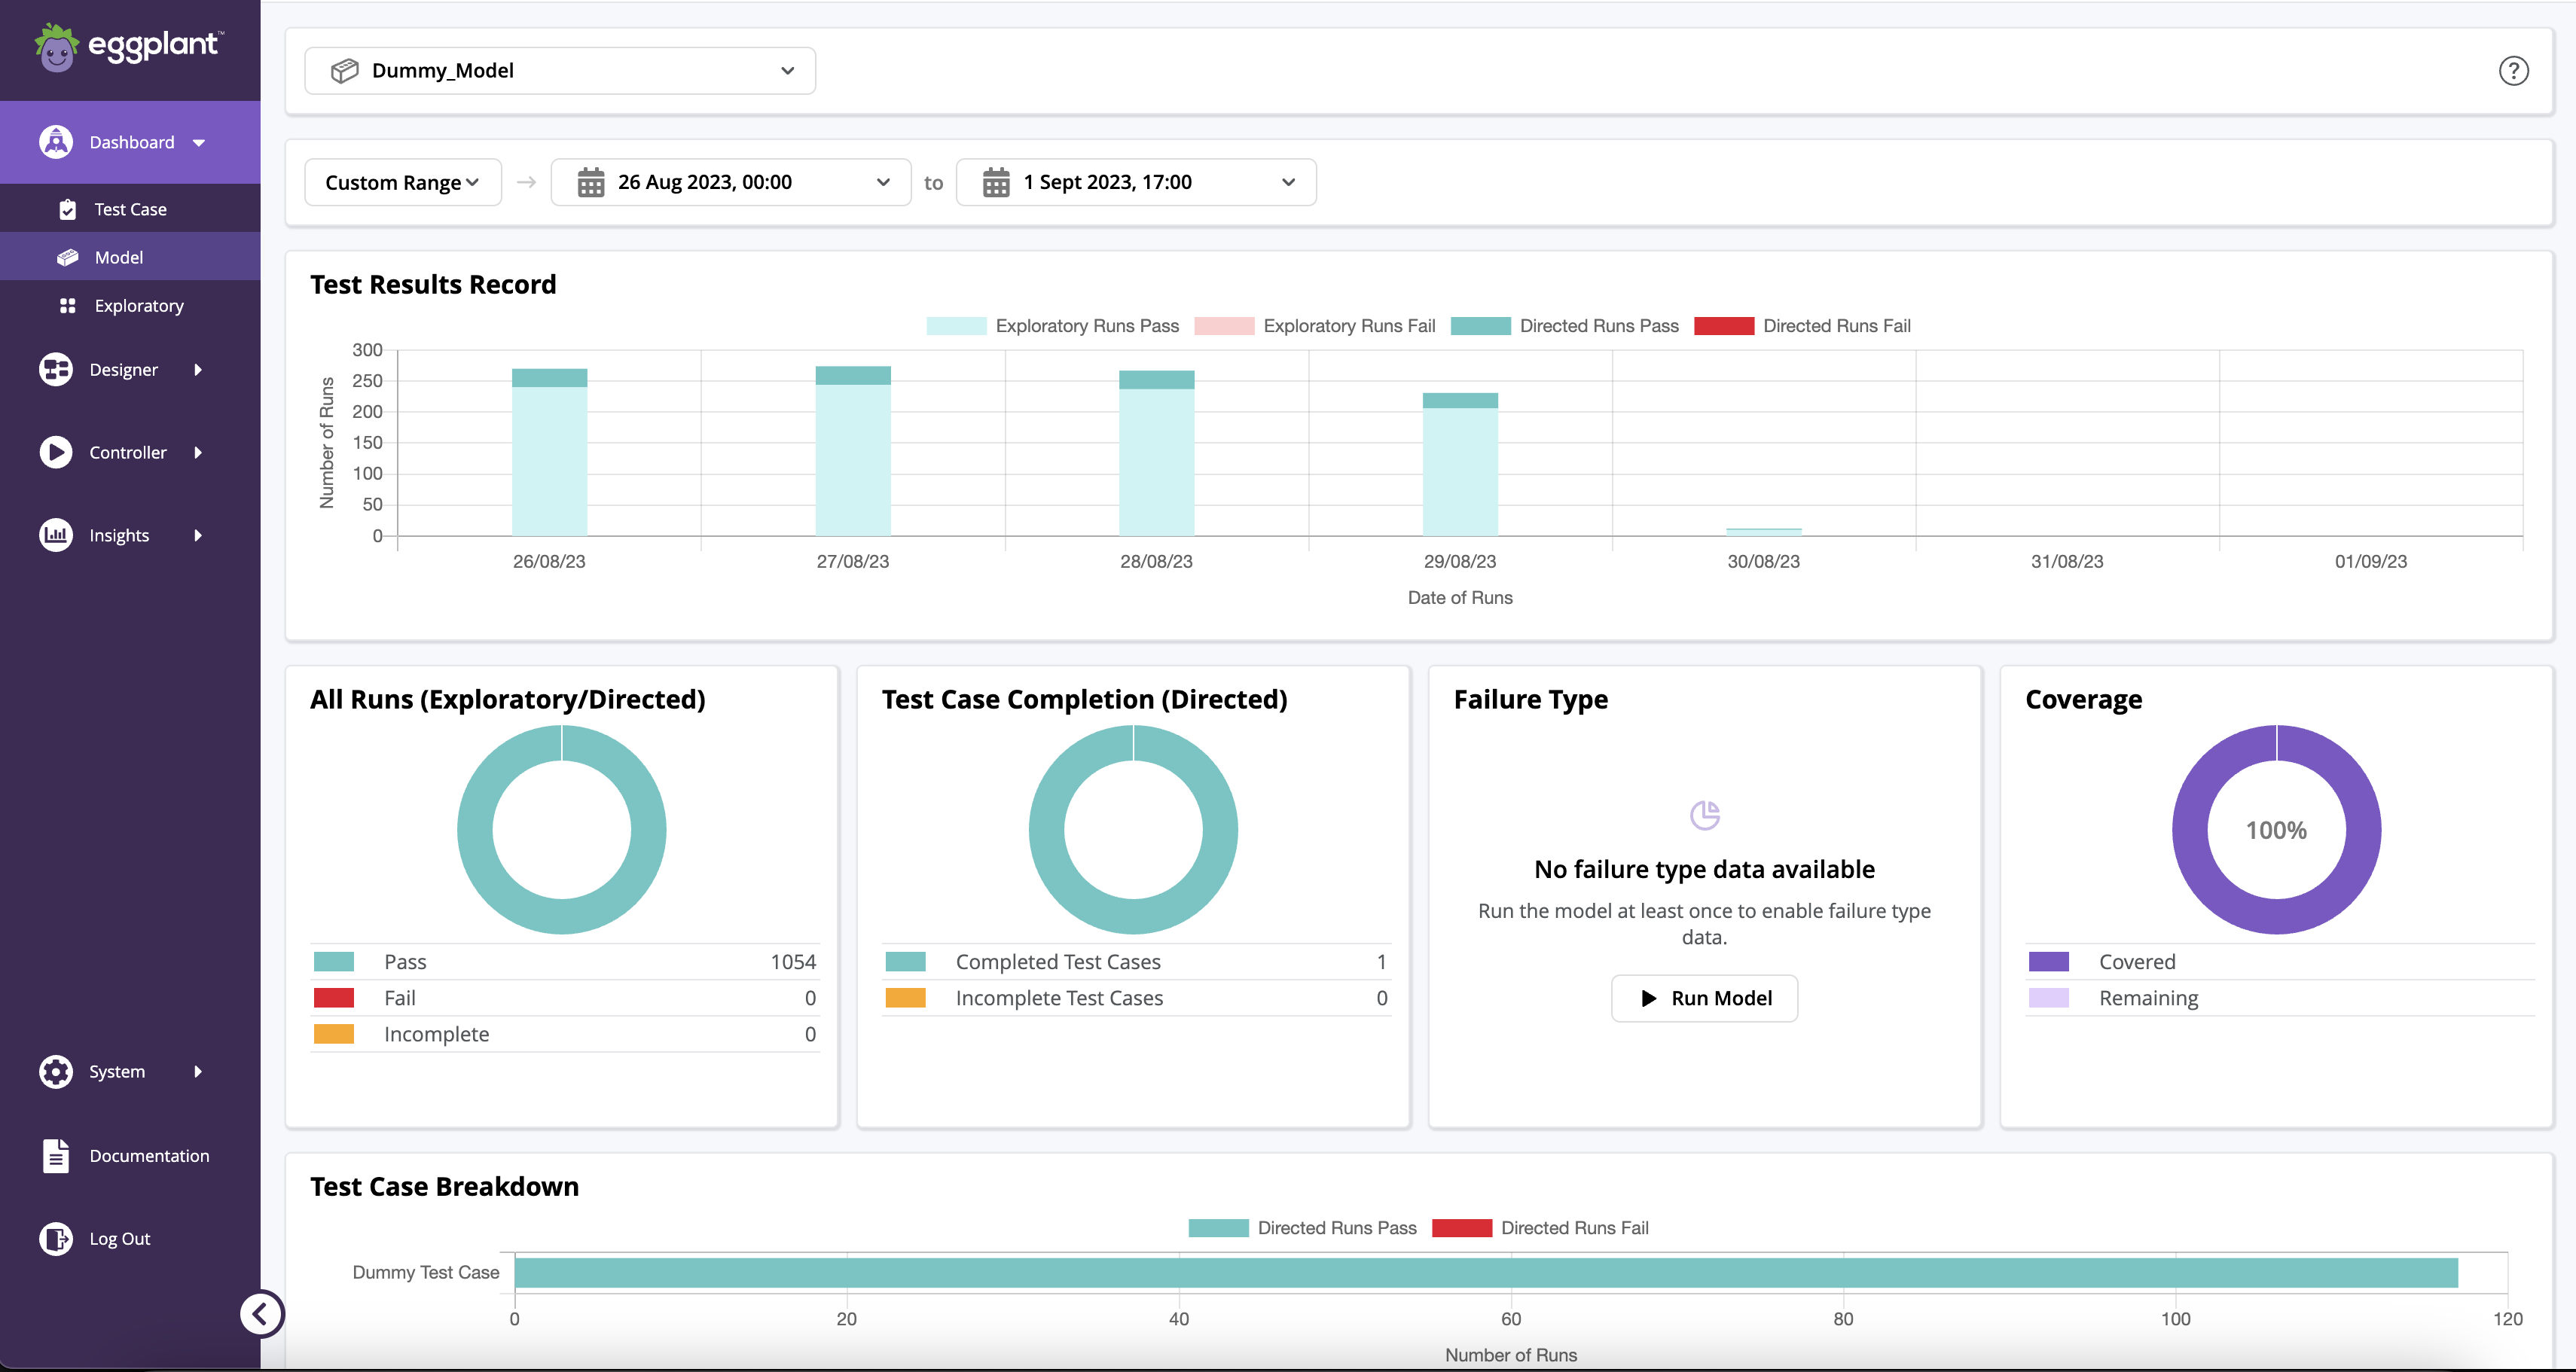 eggplant™
Dashboard
Test Case
Model
Exploratory
Designer
Controller
Insights
System
Documentation
Log Out
Dummy_Model
?
Custom Range → 26 Aug 2023, 00:00 to 1 Sept 2023, 17:00
Test Results Record
Exploratory Runs Pass Exploratory Runs Fail Directed Runs Pass Directed Runs Fail
Number of Runs
300
250
200
150
100
50
0
26/08/23 27/08/23 28/08/23 29/08/23 30/08/23 31/08/23 01/09/23
Date of Runs
All Runs (Exploratory/Directed)
Pass 1054
Fail 0
Incomplete 0
Test Case Completion (Directed)
Completed Test Cases 1
Incomplete Test Cases 0
Failure Type
No failure type data available
Run the model at least once to enable failure type
data.
Run Model
Coverage
100%
Covered
Remaining
Test Case Breakdown
Directed Runs Pass Directed Runs Fail
Dummy Test Case
0 20 40 60 80 100 120
Number of Runs